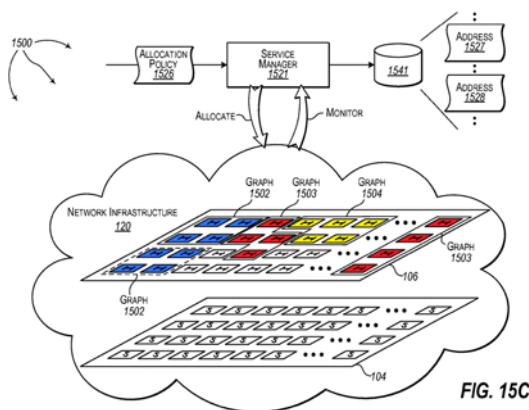 1500
ALLOCATION
POLICY
1526
SERVICE
MANAGER
1521
1541
ADDRESS
1527
ADDRESS
1528
ALLOCATE
MONITOR
GRAPH
1502
GRAPH
1503
GRAPH
1504
NETWORK INFRASTRUCTURE
120
GRAPH
1503
106
GRAPH
1502
S S S S S S S
S S S S S S S
S S S S S S S
S S S S S S S
104
FIG. 15C